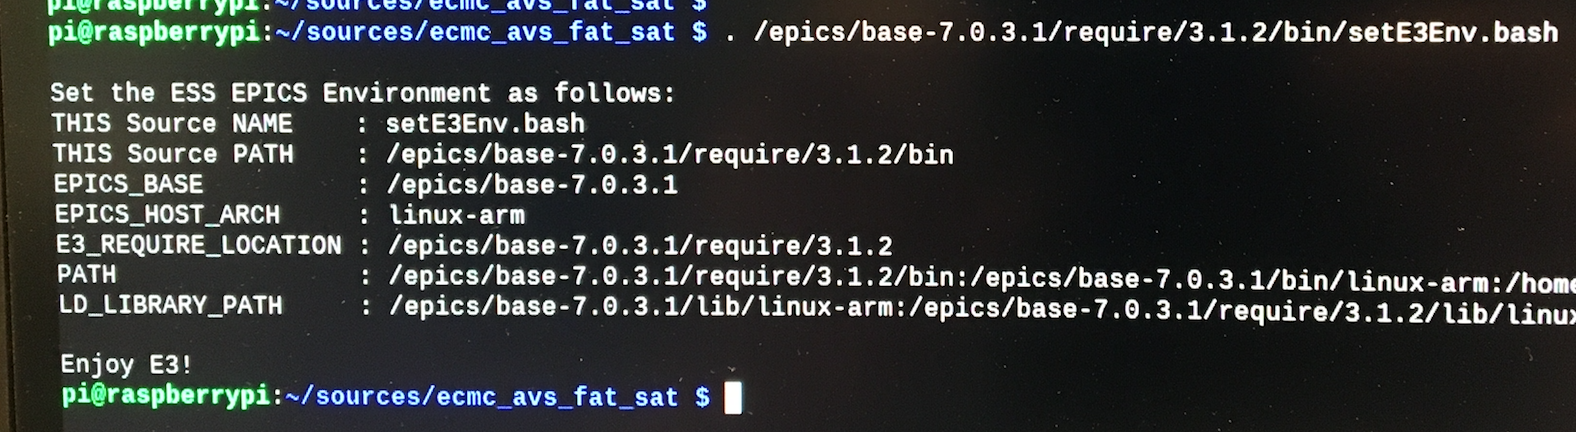 pi@raspberrypi:~/sources/ecmc_avs_fat_sat $
pi@raspberrypi:~/sources/ecmc_avs_fat_sat $ . /epics/base-7.0.3.1/require/3.1.2/bin/setE3Env.bash
Set the ESS EPICS Environment as follows:
THIS Source NAME    : setE3Env.bash
THIS Source PATH    : /epics/base-7.0.3.1/require/3.1.2/bin
EPICS_BASE          : /epics/base-7.0.3.1
EPICS_HOST_ARCH     : linux-arm
E3_REQUIRE_LOCATION : /epics/base-7.0.3.1/require/3.1.2
PATH                : /epics/base-7.0.3.1/require/3.1.2/bin:/epics/base-7.0.3.1/bin/linux-arm:/home
LD_LIBRARY_PATH     : /epics/base-7.0.3.1/lib/linux-arm:/epics/base-7.0.3.1/require/3.1.2/lib/linux
Enjoy E3!
pi@raspberrypi:~/sources/ecmc_avs_fat_sat $